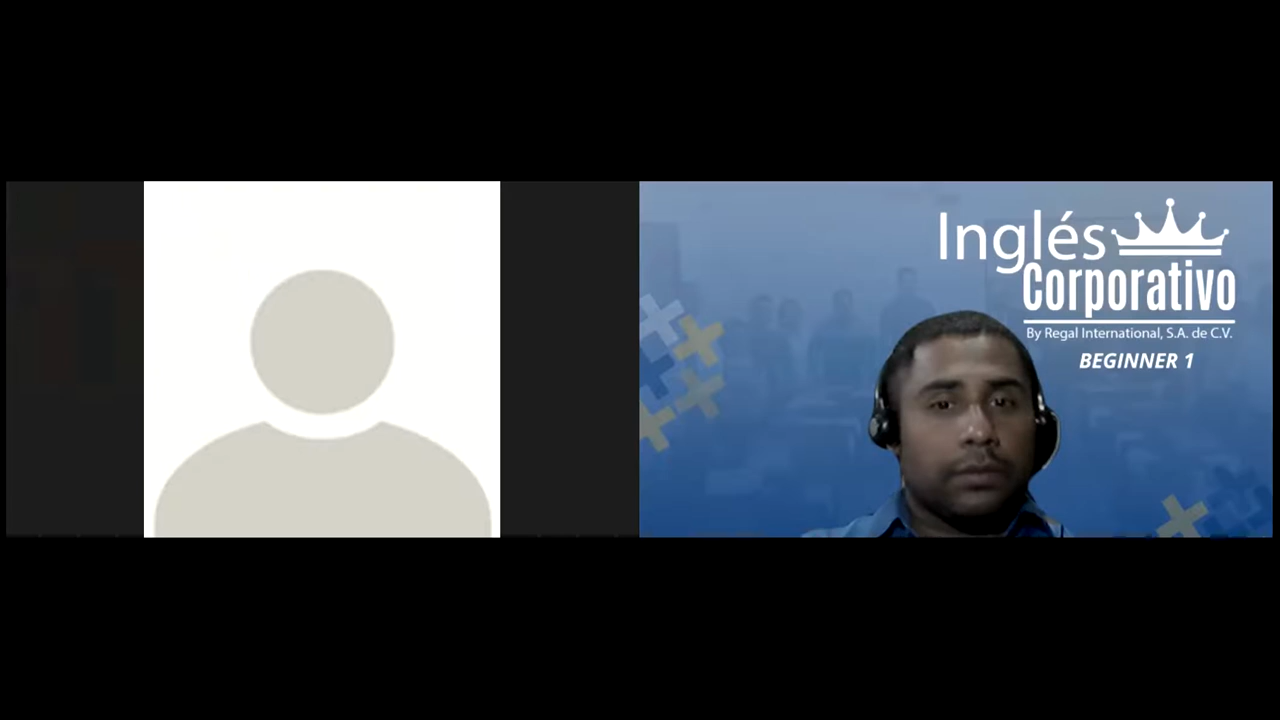 Inglés
Corporativo
By Regal International, S.A. de C.V.
BEGINNER 1